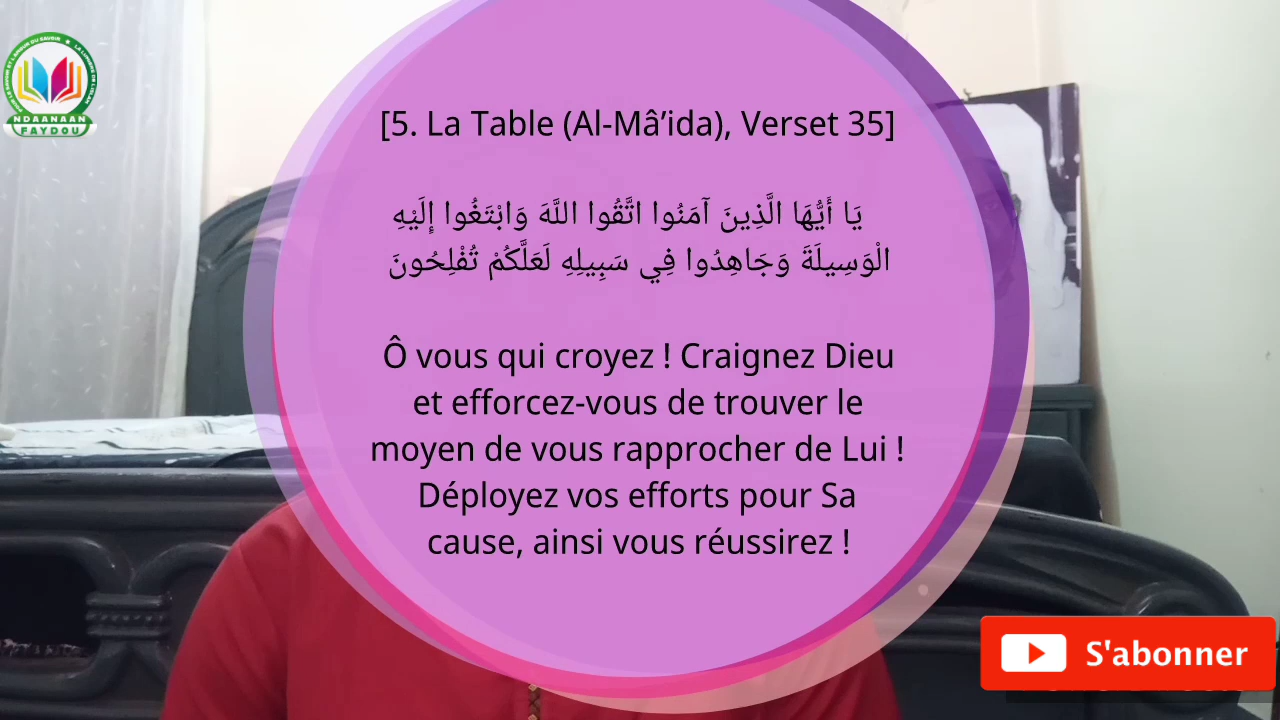 NDAANAAN
FAYDOU
[5. La Table (Al-Mâ’ida), Verset 35]
يَا أَيُّهَا الَّذِينَ آمَنُوا اتَّقُوا اللَّهَ وَابْتَغُوا إِلَيْهِ
الْوَسِيلَةَ وَجَاهِدُوا فِي سَبِيلِهِ لَعَلَّكُمْ تُفْلِحُونَ
Ô vous qui croyez ! Craignez Dieu
et efforcez-vous de trouver le
moyen de vous rapprocher de Lui !
Déployez vos efforts pour Sa
cause, ainsi vous réussirez !
S'abonner